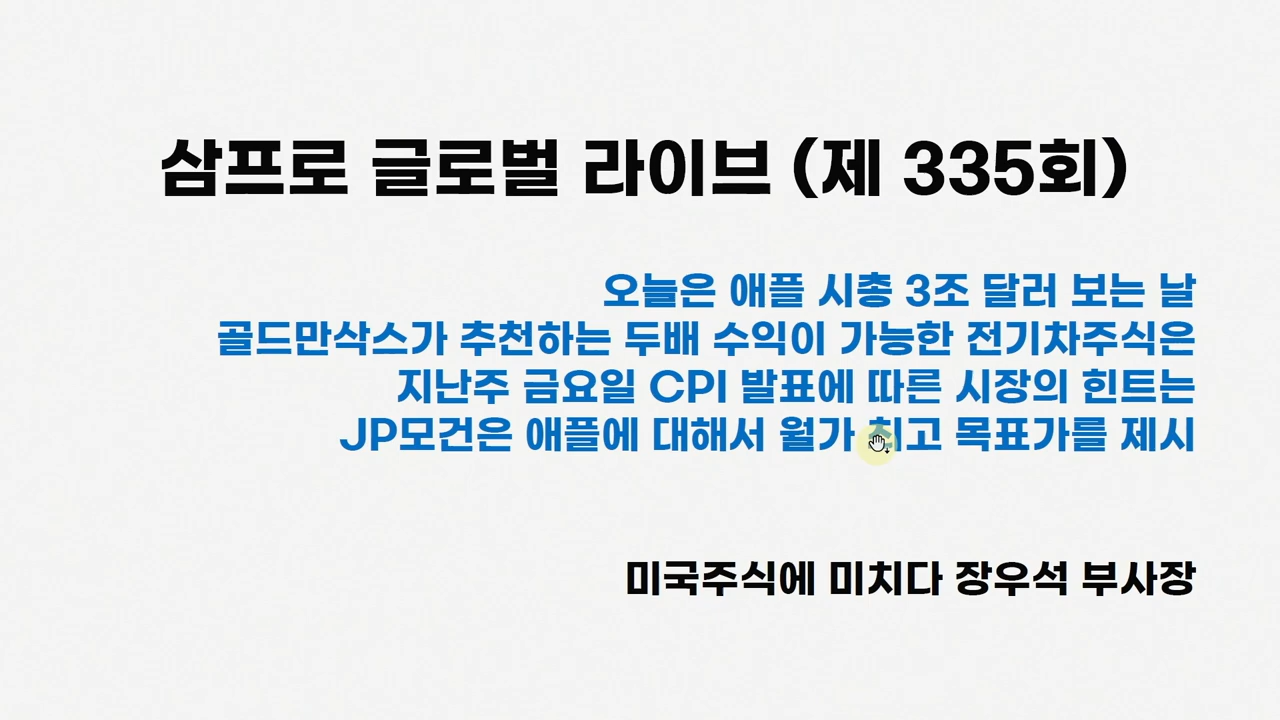 삼프로 글로벌 라이브 (제 335회)
오늘은 애플 시총 3조 달러 보는 날
골드만삭스가 추천하는 두배 수익이 가능한 전기차주식은
지난주 금요일 CPI 발표에 따른 시장의 힌트는
JP모건은 애플에 대해서 월가 최고 목표가를 제시
미국주식에 미치다 장우석 부사장